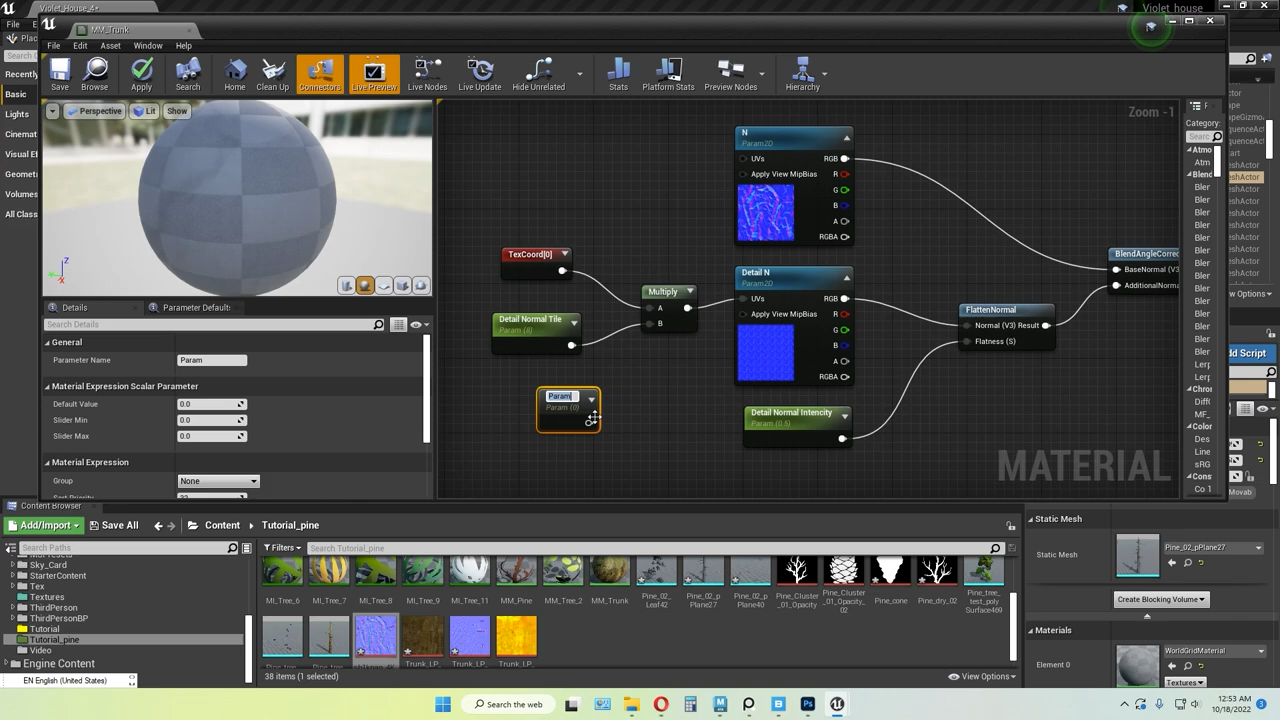 Violet_House_4*
Violet_house
File
MM_Trunk
File Edit Asset Window Help
Save Browse Apply Search Home Clean Up Connectors Live Preview Live Nodes Live Update Hide Unrelated Stats Platform Stats Preview Nodes Hierarchy
Recently
Basic
Lights
Cinemat
Visual Ef
Geomet
Volumes
All Class
Perspective Lit Show
Zoom -1
Category:
Search
N
Param2D
UVs RGB
Apply View MipBias R
G
B
A
RGBA
TexCoord[0]
Multiply
A
B
Detail Normal Tile
Param (8)
Detail N
Param2D
UVs RGB
Apply View MipBias R
G
B
A
RGBA
FlattenNormal
Normal (V3) Result
Flatness (S)
BlendAngleCorrec
BaseNormal (V3
AdditionalNorma
Param
Param (0)
Detail Normal Intencity
Param (0.5)
MATERIAL
Details Parameter Default:
Search Details
General
Parameter Name Param
Material Expression Scalar Parameter
Default Value 0.0
Slider Min 0.0
Slider Max 0.0
Material Expression
Group None
Content Browser
Add/Import Save All Content Tutorial_pine
Search Paths
Filters Search Tutorial_pine
Sky_Card
StarterContent
Tex
Textures
ThirdPerson
ThirdPersonBP
Tutorial
Tutorial_pine
Video
Engine Content
EN English (United States)
MI_Tree_6 MI_Tree_7 MI_Tree_8 MI_Tree_9 MI_Tree_11 MM_Pine MM_Tree_2 MM_Trunk Pine_02_Leaf42 Pine_02_pPlane27 Pine_02_pPlane40 Pine_Cluster_01_Opacity Pine_Cluster_01_Opacity_02 Pine_cone Pine_dry_02 Pine_tree_test_polySurface469
Trunk_LP_ Trunk_LP_ Trunk_LP_
38 items (1 selected)
View Options
Static Mesh
Static Mesh Pine_02_pPlane27
Create Blocking Volume
Materials
Element 0 WorldGridMaterial
Textures
Search the web
12:53 AM
10/18/2022